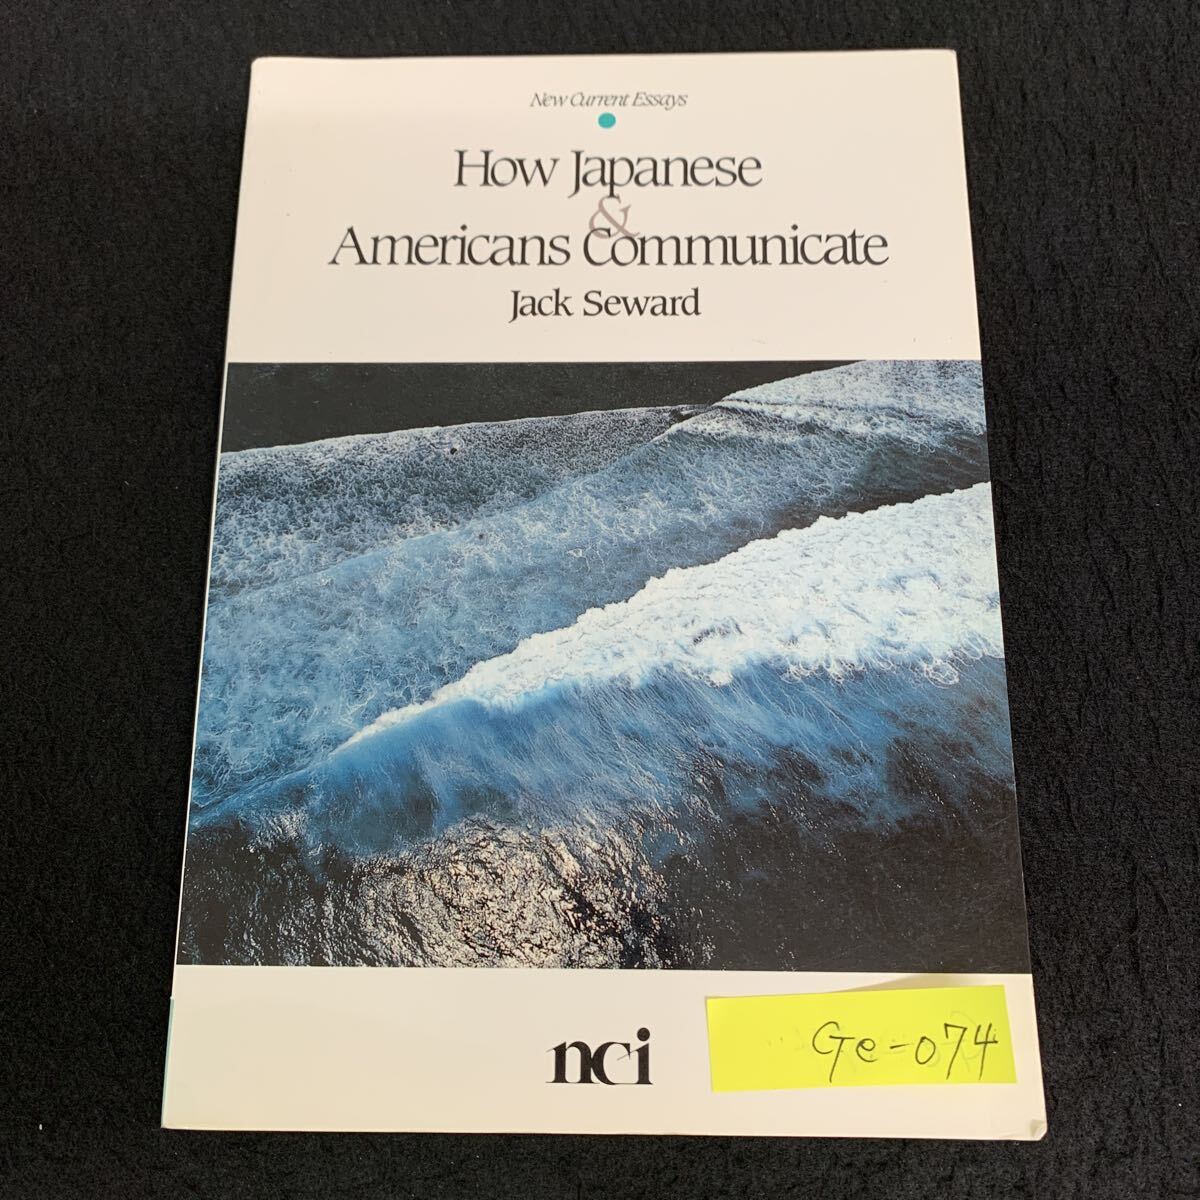 New Current Essays
How Japanese
&
Americans Communicate
Jack Seward
nci
Ge-074